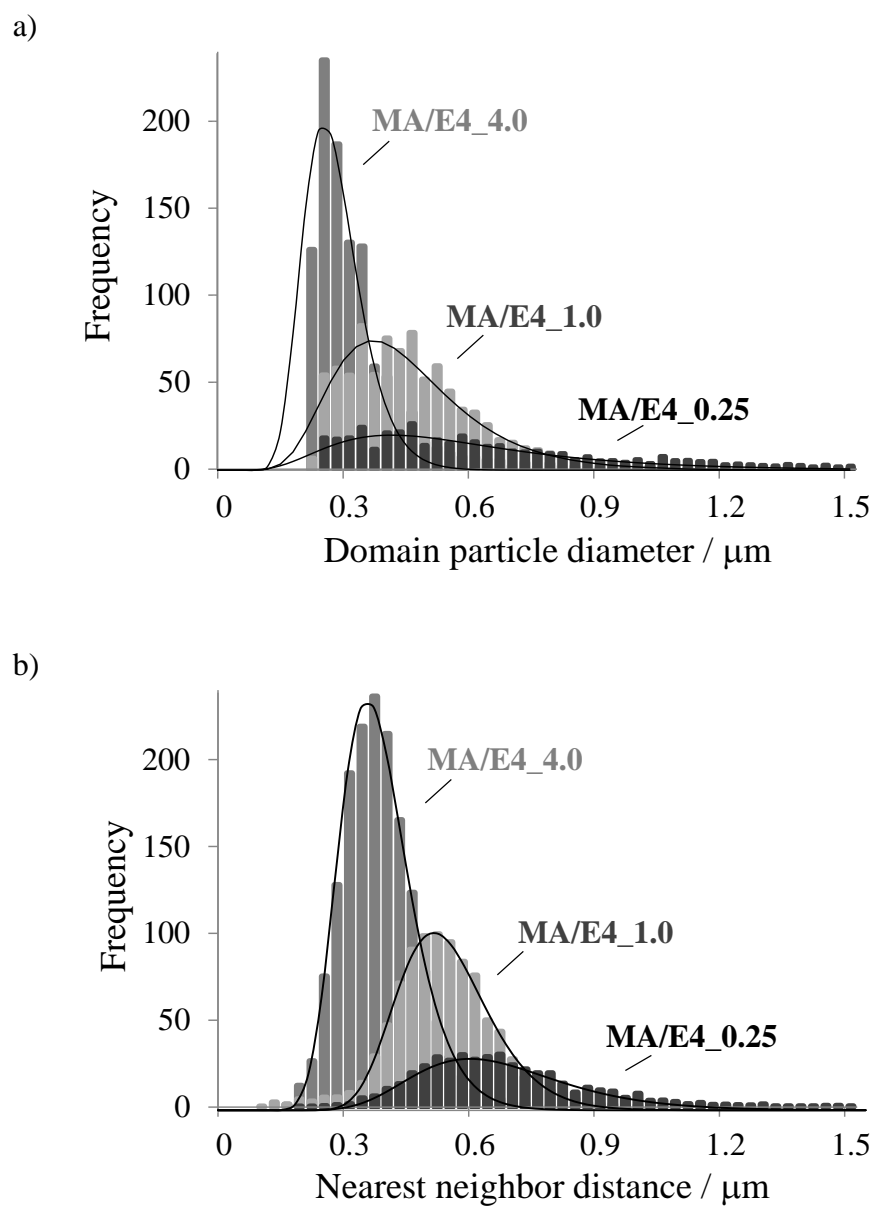 a)
Frequency
200
150
100
50
0
MA/E4_4.0
MA/E4_1.0
MA/E4_0.25
0 0.3 0.6 0.9 1.2 1.5
Domain particle diameter / μm
b)
Frequency
200
150
100
50
0
MA/E4_4.0
MA/E4_1.0
MA/E4_0.25
0 0.3 0.6 0.9 1.2 1.5
Nearest neighbor distance / μm